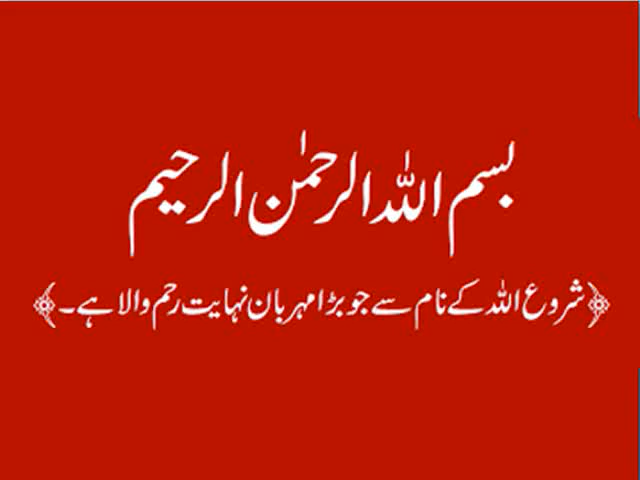 بسم اللہ الرحمٰن الرحیم
﴿شروع اللہ کے نام سے جو بڑا مہربان نہایت رحم والا ہے۔﴾